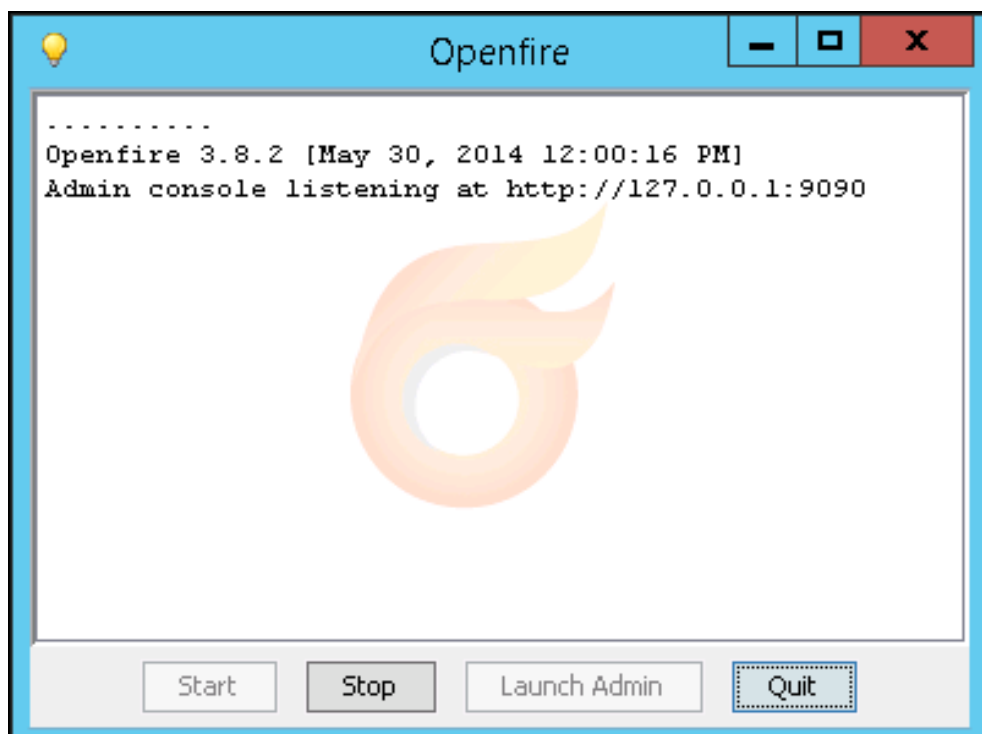 Openfire
..........
Openfire 3.8.2 [May 30, 2014 12:00:16 PM]
Admin console listening at http://127.0.0.1:9090
Start Stop Launch Admin Quit